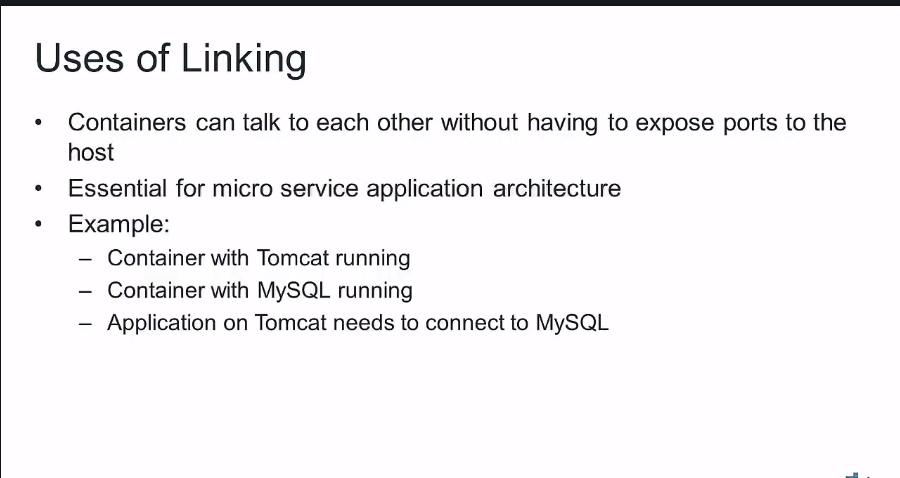 Uses of Linking
• Containers can talk to each other without having to expose ports to the
host
• Essential for micro service application architecture
• Example:
– Container with Tomcat running
– Container with MySQL running
– Application on Tomcat needs to connect to MySQL